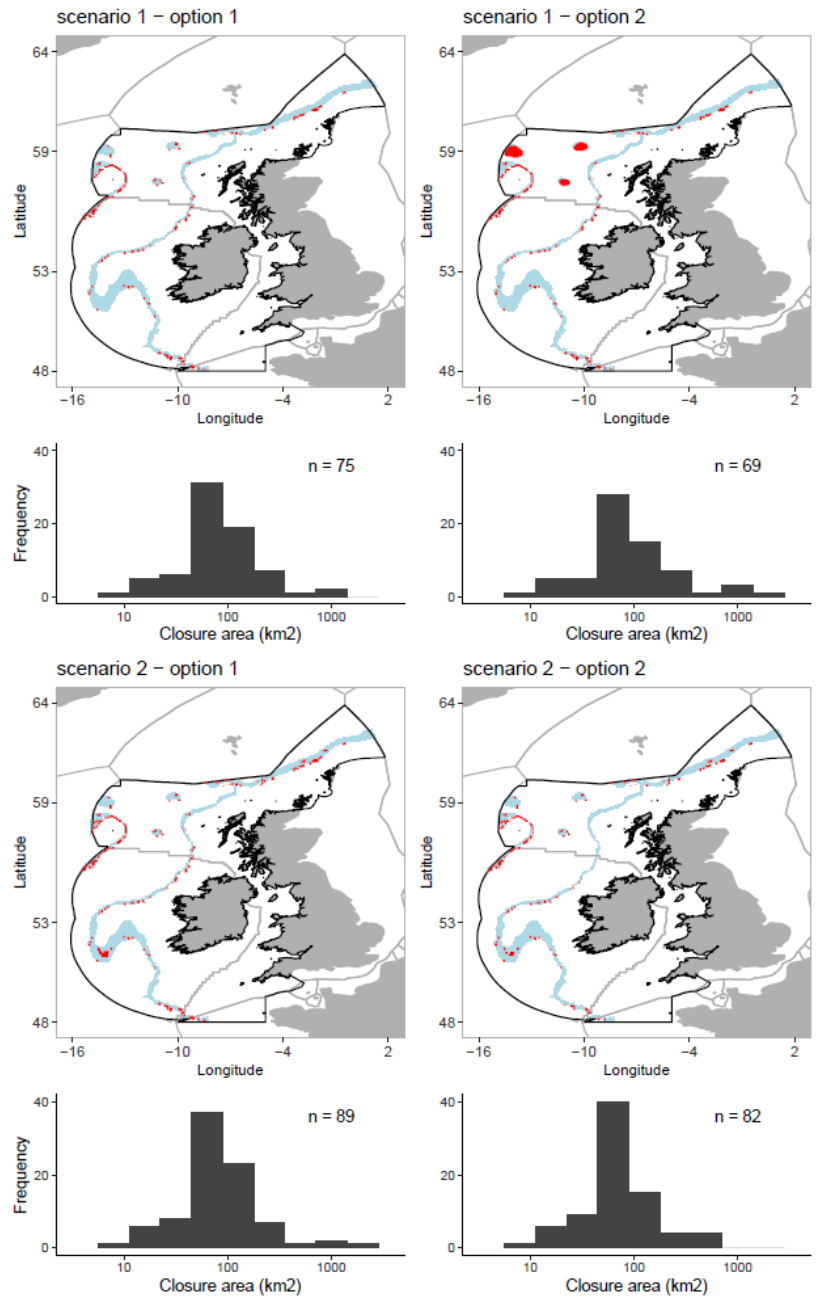 scenario 1 − option 1
scenario 1 − option 2
64
59
53
48
Latitude
−16
−10
−4
2
Longitude
64
59
53
48
Latitude
−16
−10
−4
2
Longitude
40
20
0
Frequency
n = 75
10
100
1000
Closure area (km2)
40
20
0
n = 69
10
100
1000
Closure area (km2)
scenario 2 − option 1
scenario 2 − option 2
64
59
53
48
Latitude
−16
−10
−4
2
Longitude
64
59
53
48
Latitude
−16
−10
−4
2
Longitude
40
20
0
Frequency
n = 89
10
100
1000
Closure area (km2)
40
20
0
n = 82
10
100
1000
Closure area (km2)